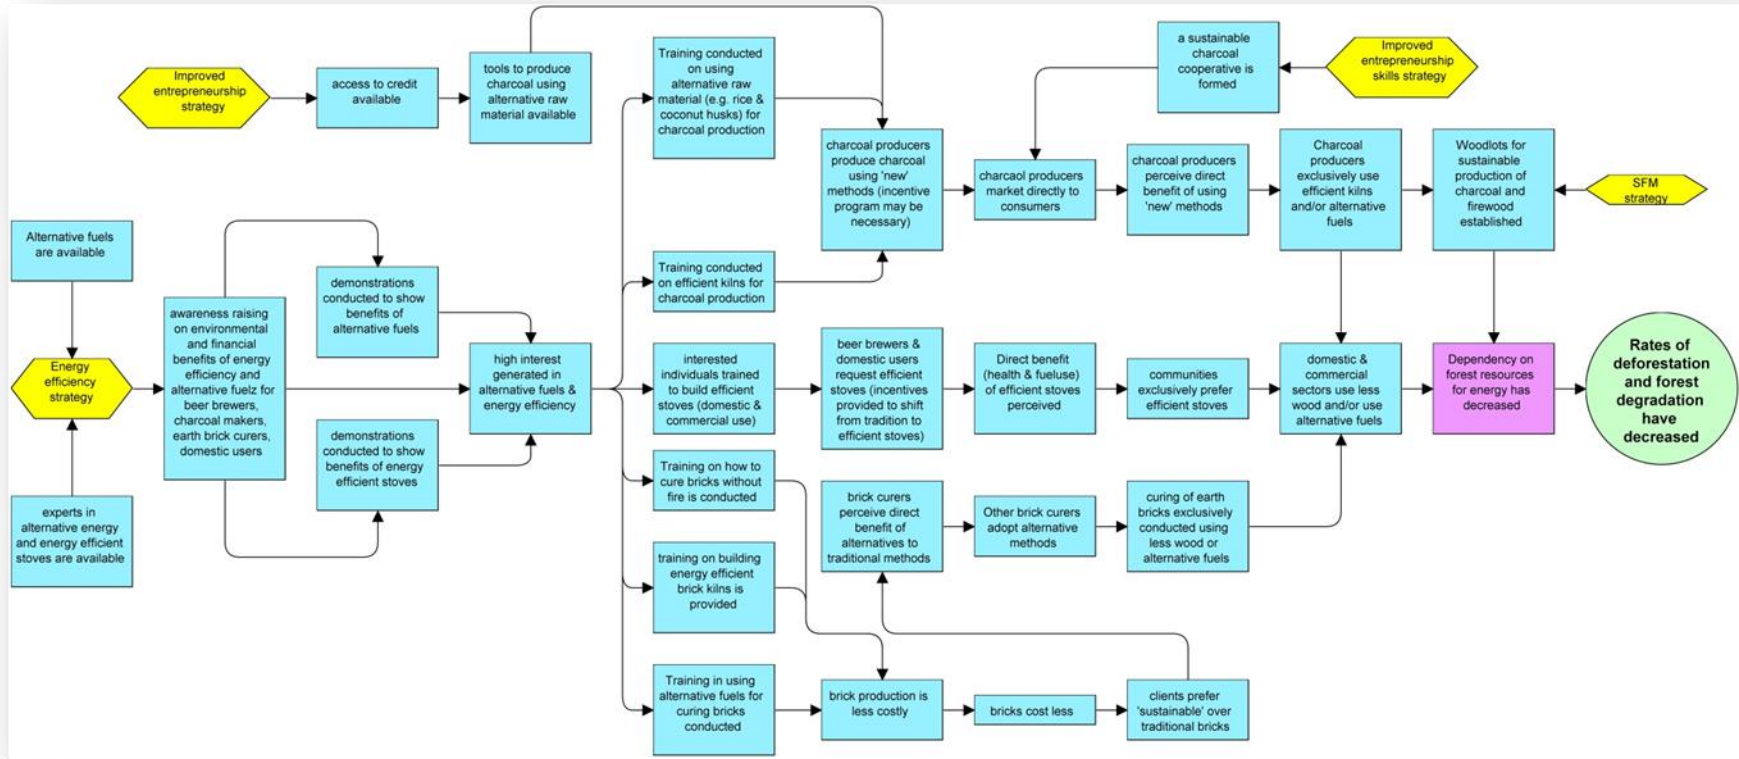 Improved
entrepreneurship
strategy
access to credit
available
tools to produce
charcoal using
alternative raw
material available
Training conducted
on using
alternative raw
material (e.g. rice &
coconut husks) for
charcoal production
a sustainable
charcoal
cooperative is
formed
Improved
entrepreneurship
skills strategy
charcoal producers
produce charcoal
using 'new'
methods (incentive
program may be
necessary)
charcaol producers
market directly to
consumers
charcoal producers
perceive direct
benefit of using
'new' methods
Charcoal
producers
exclusively use
efficient kilns
and/or alternative
fuels
Woodlots for
sustainable
production of
charcoal and
firewood
established
SFM
strategy
Alternative fuels
are available
Energy
efficiency
strategy
experts in
alternative energy
and energy efficient
stoves are available
awareness raising
on environmental
and financial
benefits of energy
efficiency and
alternative fuelz for
beer brewers,
charcoal makers,
earth brick curers,
domestic users
demonstrations
conducted to show
benefits of
alternative fuels
demonstrations
conducted to show
benefits of energy
efficient stoves
high interest
generated in
alternative fuels &
energy efficiency
Training conducted
on efficient kilns for
charcoal production
interested
individuals trained
to build efficient
stoves (domestic &
commercial use)
beer brewers &
domestic users
request efficient
stoves (incentives
provided to shift
from tradition to
efficient stoves)
Direct benefit
(health & fueluse)
of efficient stoves
perceived
communities
exclusively prefer
efficient stoves
domestic &
commercial
sectors use less
wood and/or use
alternative fuels
Dependency on
forest resources
for energy has
decreased
Rates of
deforestation
and forest
degradation
have
decreased
Training on how to
cure bricks without
fire is conducted
brick curers
perceive direct
benefit of
alternatives to
traditional methods
Other brick curers
adopt alternative
methods
curing of earth
bricks exclusively
conducted using
less wood or
alternative fuels
training on building
energy efficient
brick kilns is
provided
Training in using
alternative fuels for
curing bricks
conducted
brick production is
less costly
bricks cost less
clients prefer
'sustainable' over
traditional bricks